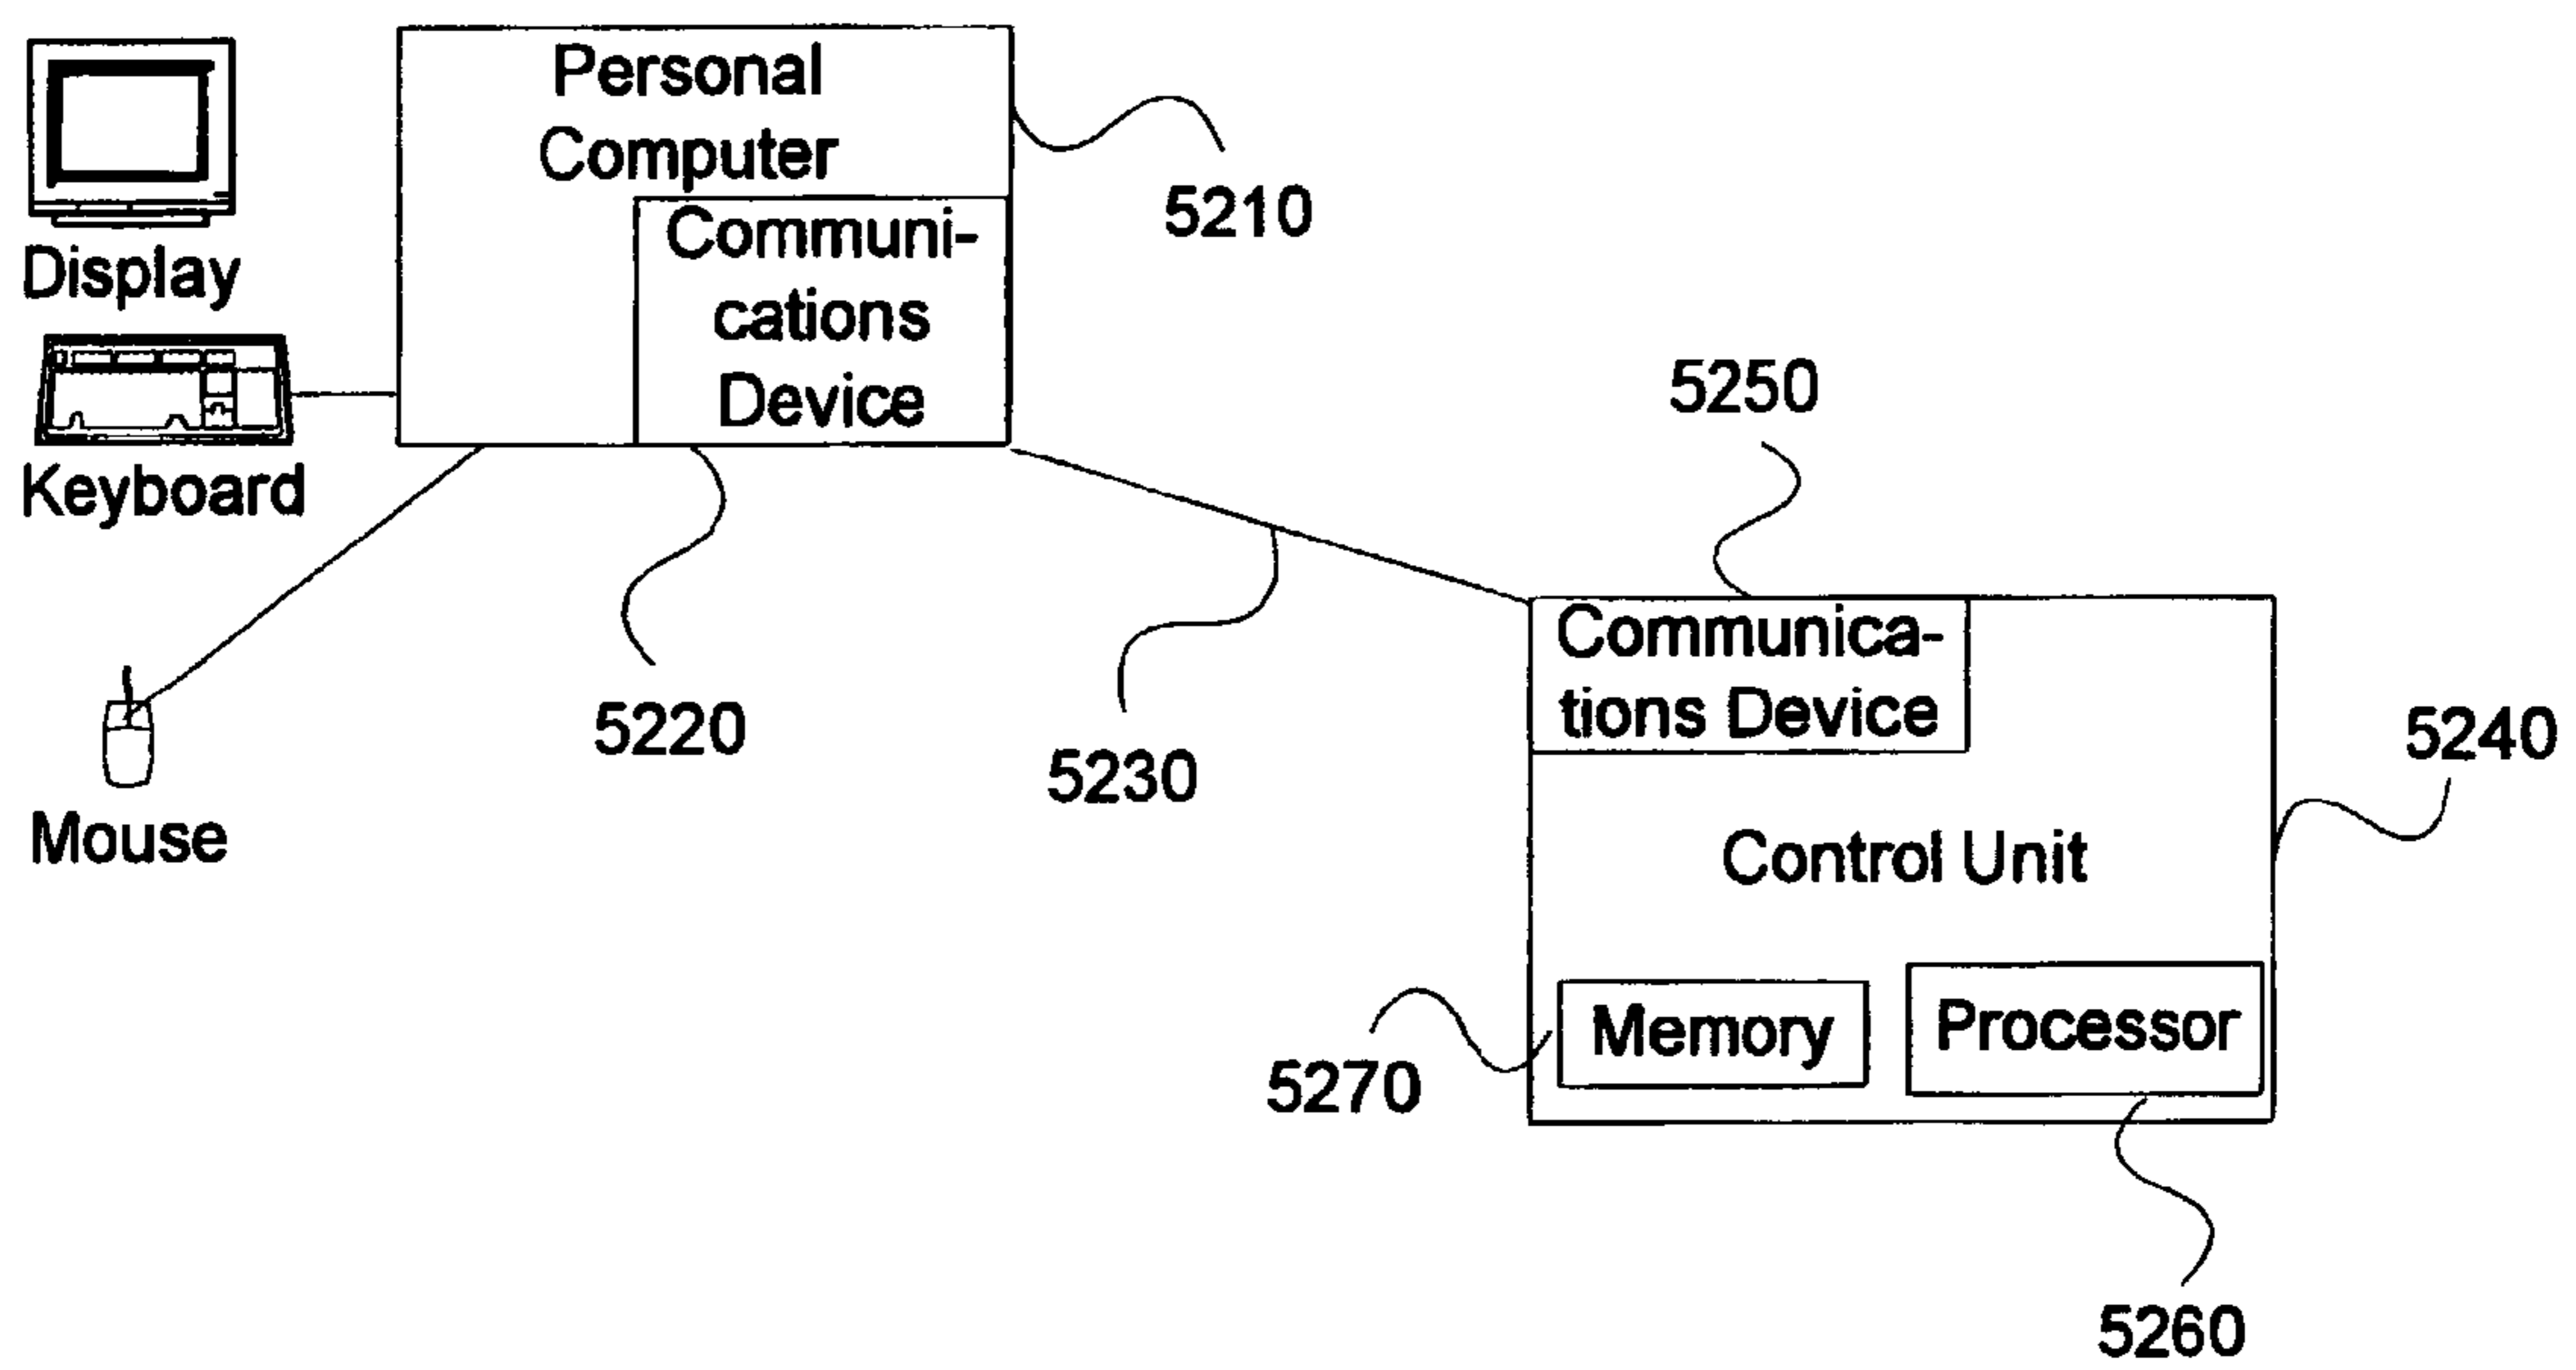 Personal
Computer
Communi-
cations
Device
5210
Display
Keyboard
Mouse
5220
5230
5250
Communica-
tions Device
5240
Control Unit
Memory
Processor
5270
5260